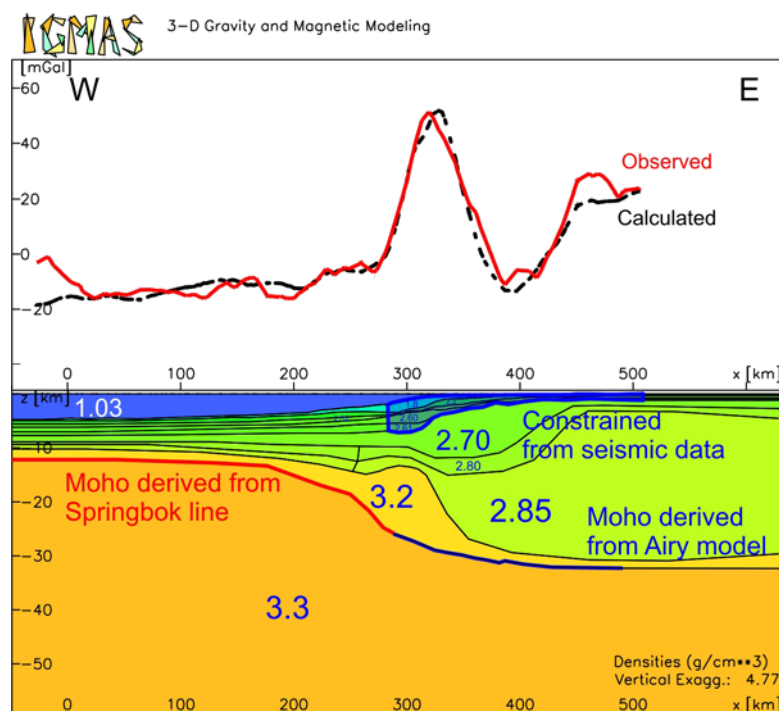 IGMAS 3-D Gravity and Magnetic Modeling
[mGal]
W E
60
40
20
0
-20
Observed
Calculated
0 100 200 300 400 500 x [km]
z [km]
1.03
-10
-20
-30
-40
-50
2.60
2.70
2.80
Constrained
from seismic data
Moho derived from
Springbok line
3.2
2.85
Moho derived
from Airy model
3.3
Densities (g/cm**3)
Vertical Exagg.: 4.77
0 100 200 300 400 500 x [km]